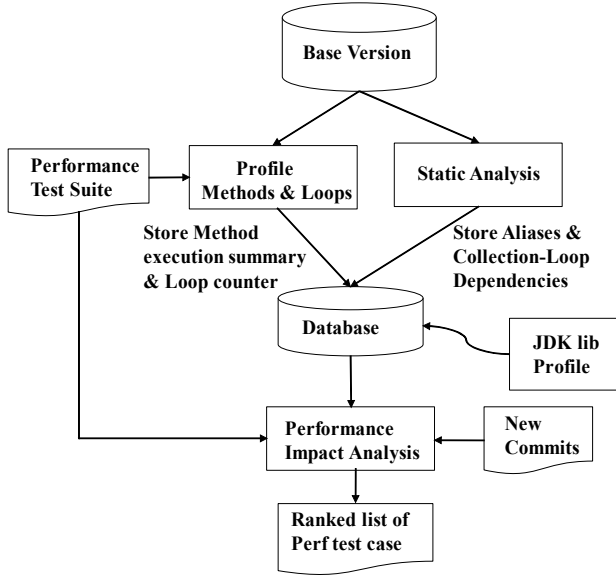 Base Version
Performance
Test Suite
Profile
Methods & Loops
Static Analysis
Store Method
execution summary
& Loop counter
Store Aliases &
Collection-Loop
Dependencies
Database
JDK lib
Profile
Performance
Impact Analysis
New
Commits
Ranked list of
Perf test case